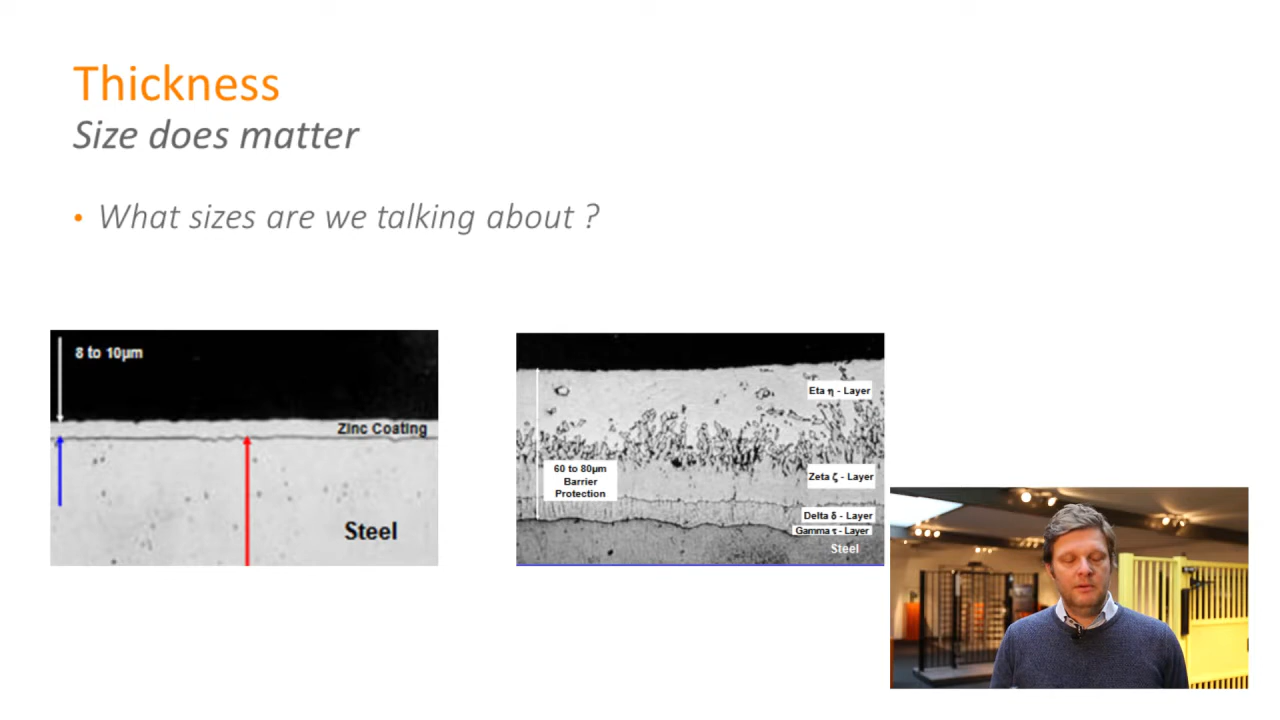 Thickness
Size does matter
• What sizes are we talking about ?
8 to 10µm
Zinc Coating
Steel
Eta η - Layer
60 to 80µm
Barrier
Protection
Zeta ζ - Layer
Delta δ - Layer
Gamma τ - Layer
Steel